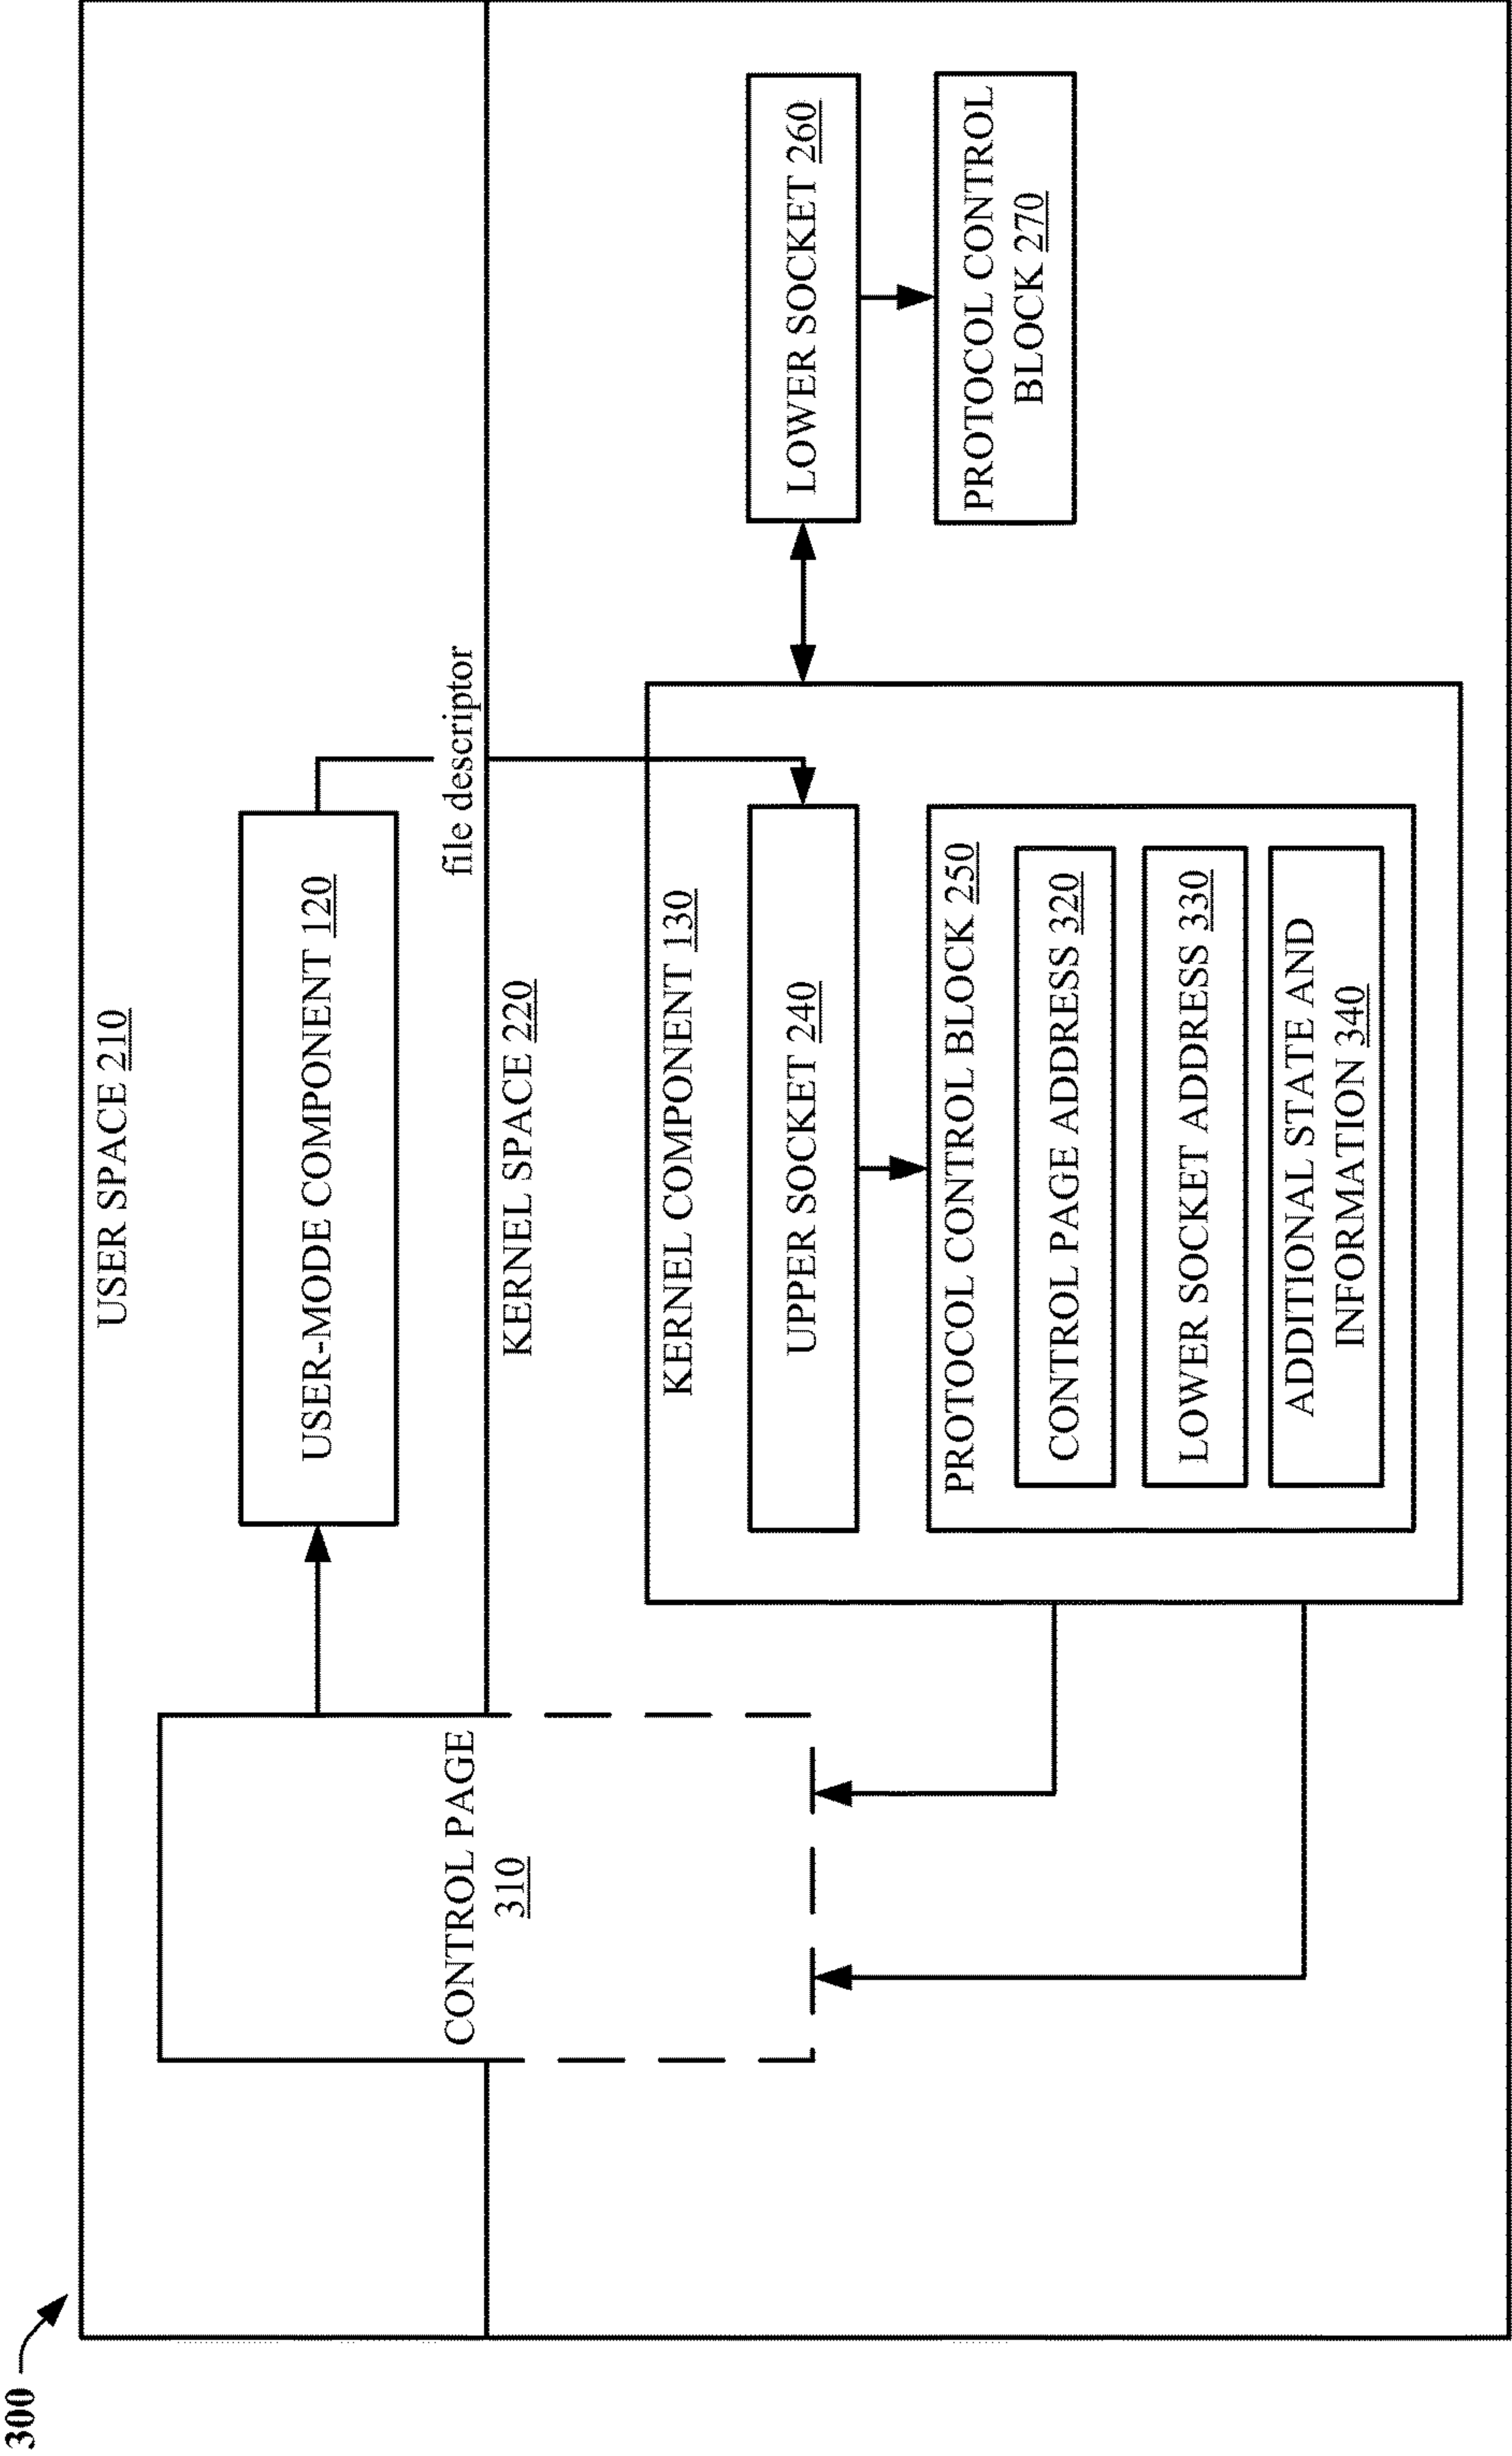 300
USER SPACE 210
USER-MODE COMPONENT 120
file descriptor
CONTROL PAGE
310
KERNEL SPACE 220
KERNEL COMPONENT 130
UPPER SOCKET 240
PROTOCOL CONTROL BLOCK 250
CONTROL PAGE ADDRESS 320
LOWER SOCKET ADDRESS 330
ADDITIONAL STATE AND
INFORMATION 340
LOWER SOCKET 260
PROTOCOL CONTROL
BLOCK 270